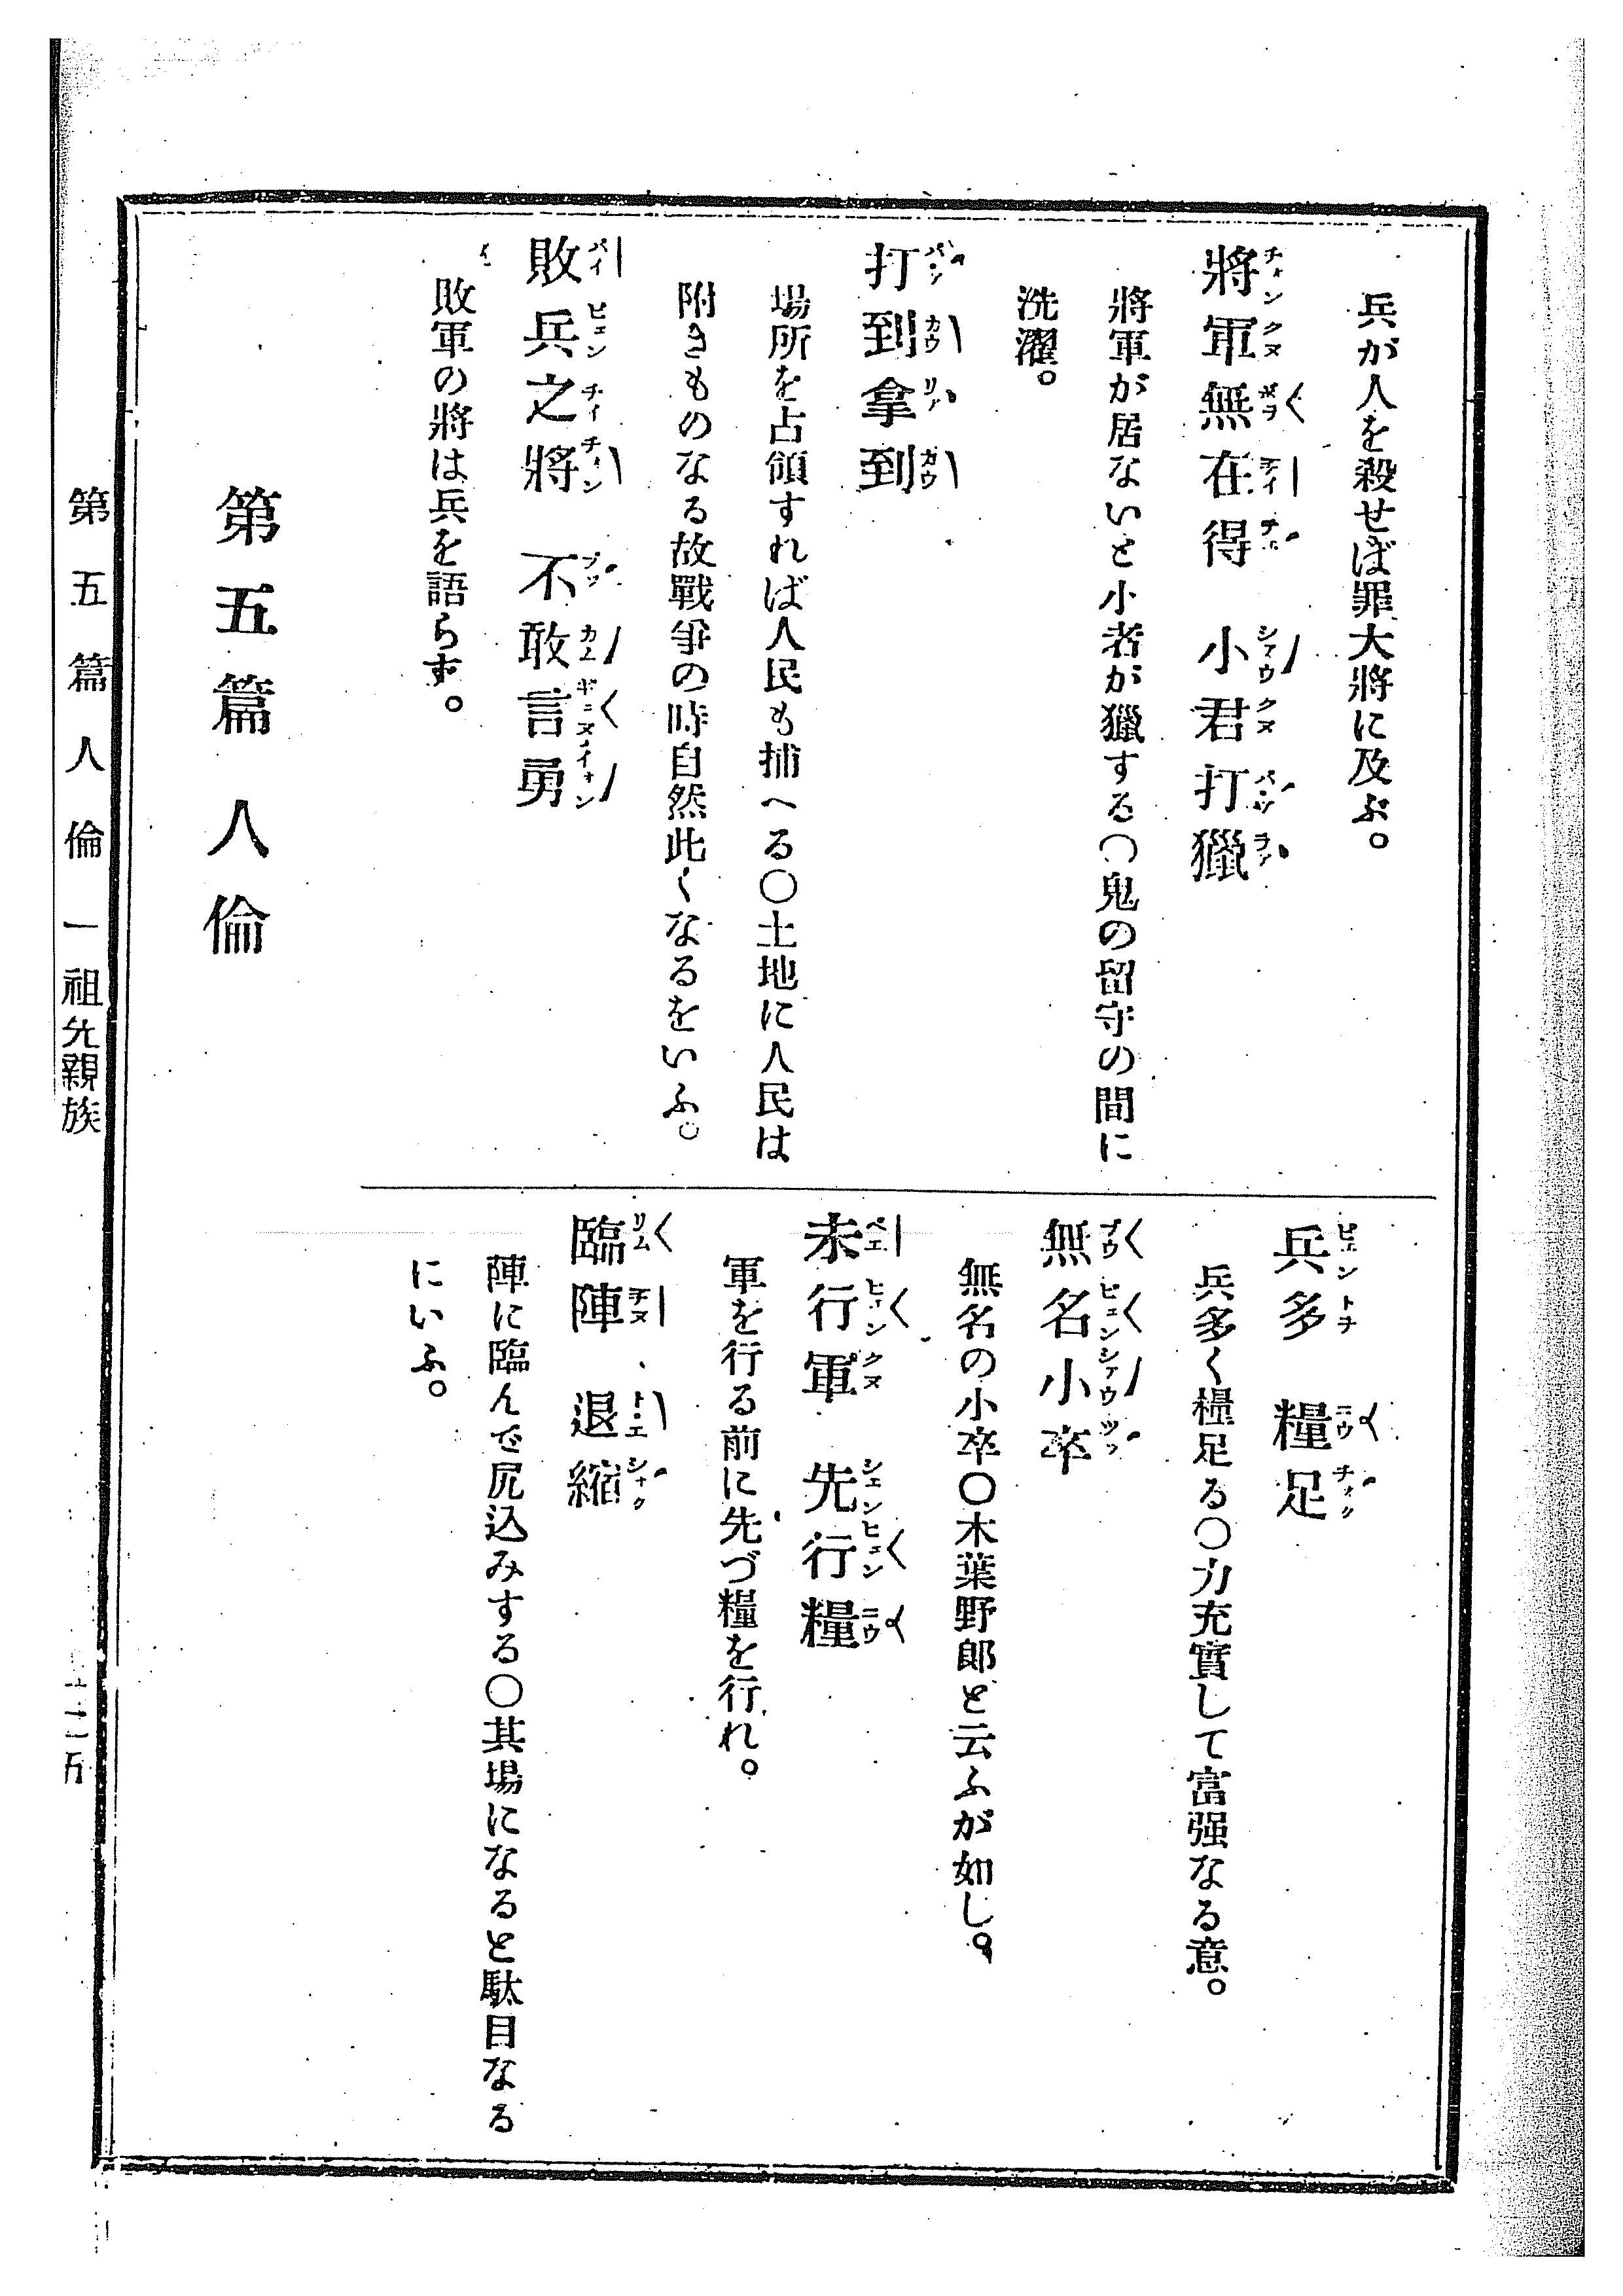 兵が人を殺せば罪大將に及ぶ。
將軍無在得　小君打獵
將軍が居ないと小者が獵する〇鬼の留守の間に
洗濯。
打到拿到
場所を占領すれば人民も捕へる〇土地に人民は
附きものなる故戰爭の時自然此くなるをいふ。
敗兵之將　不敢言勇
敗軍の將は兵を語らず。
兵多　糧足
兵多く糧足る〇力充實して富强なる意。
無名小卒
無名の小卒〇木葉野郎と云ふが如し。
未行軍　先行糧
軍を行る前に先づ糧を行れ。
臨陣、退縮
陣に臨んで尻込みする〇其場になると駄目なる
にいふ。
第五篇　人倫
第五篇　人倫　一　祖先親族